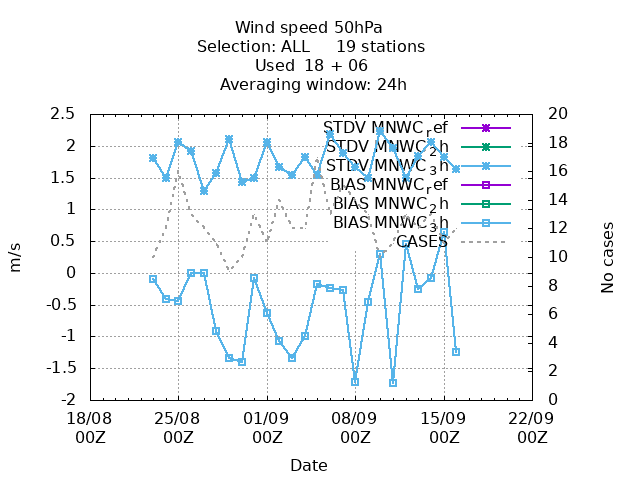 Wind speed 50hPa
Selection: ALL 19 stations
Used 18 + 06
Averaging window: 24h
2.5
2
1.5
1
0.5
0
-0.5
-1
-1.5
-2
m/s
20
18
16
14
12
10
8
6
4
2
0
No cases
STDV MNWC_ref
STDV MNWC_2h
STDV MNWC_3h
BIAS MNWC_ref
BIAS MNWC_2h
BIAS MNWC_3h
CASES
18/08 25/08 01/09 08/09 15/09 22/09
00Z 00Z 00Z 00Z 00Z 00Z
Date